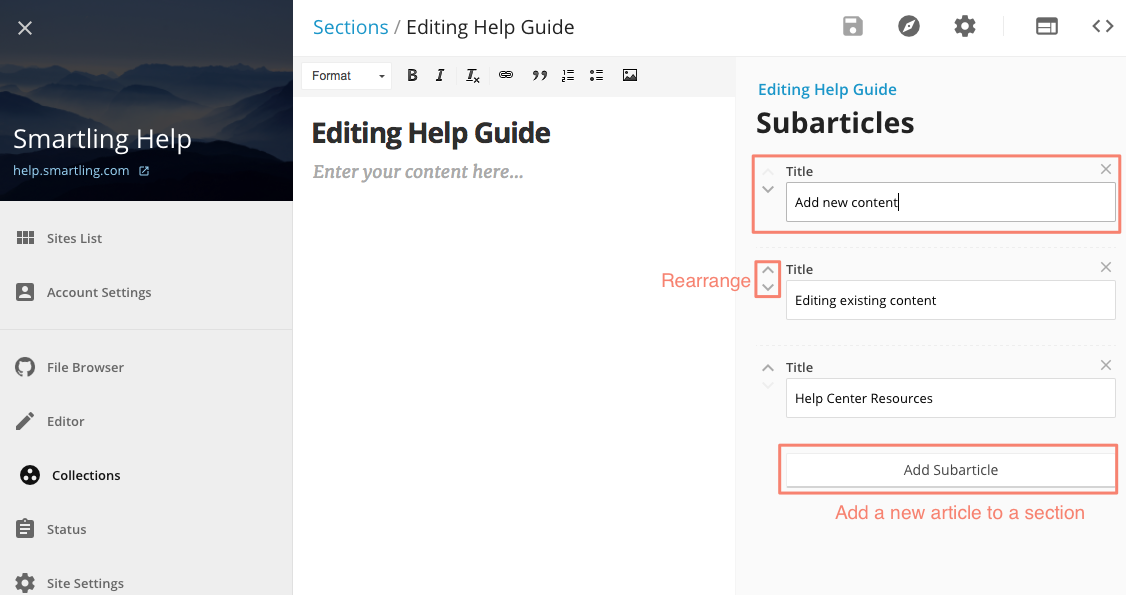 Smartling Help
help.smartling.com
Sites List
Account Settings
File Browser
Editor
Collections
Status
Site Settings
Sections / Editing Help Guide
Format
B I Tx
Editing Help Guide
Enter your content here...
Editing Help Guide
Subarticles
Title
Add new content
Rearrange
Title
Editing existing content
Title
Help Center Resources
Add Subarticle
Add a new article to a section